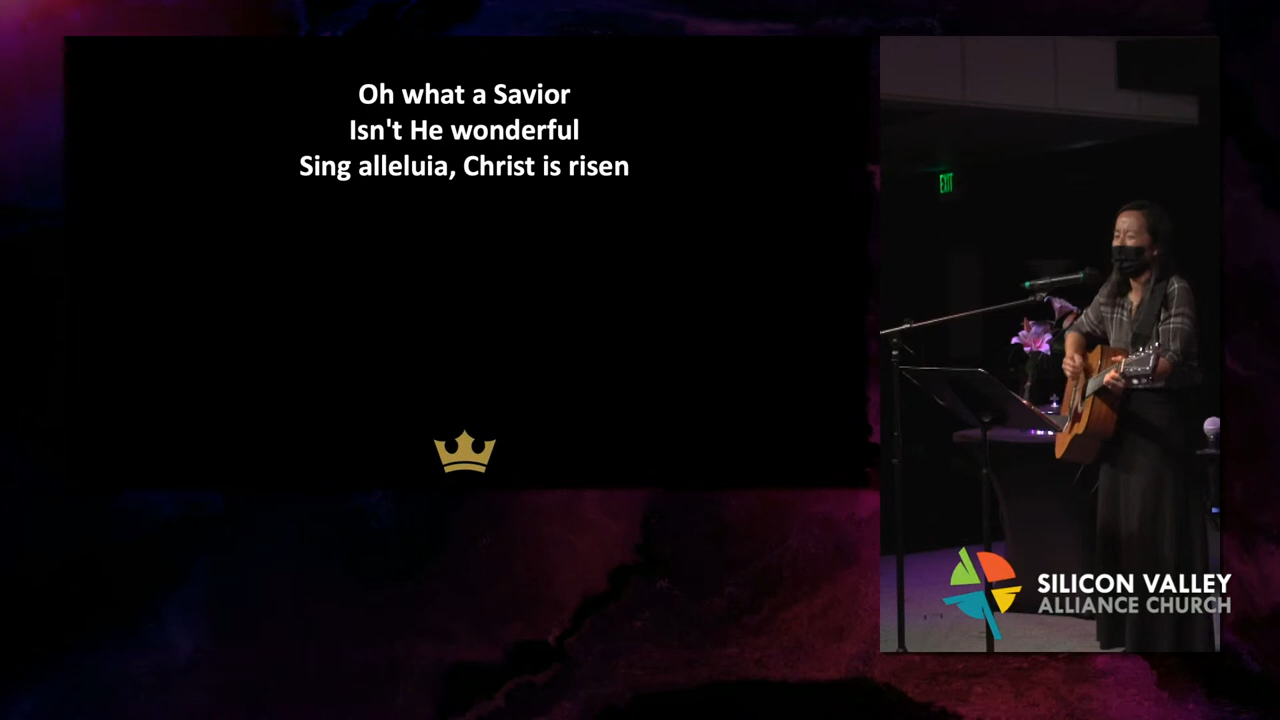 Oh what a Savior
Isn't He wonderful
Sing alleluia, Christ is risen
EXIT
SILICON VALLEY
ALLIANCE CHURCH